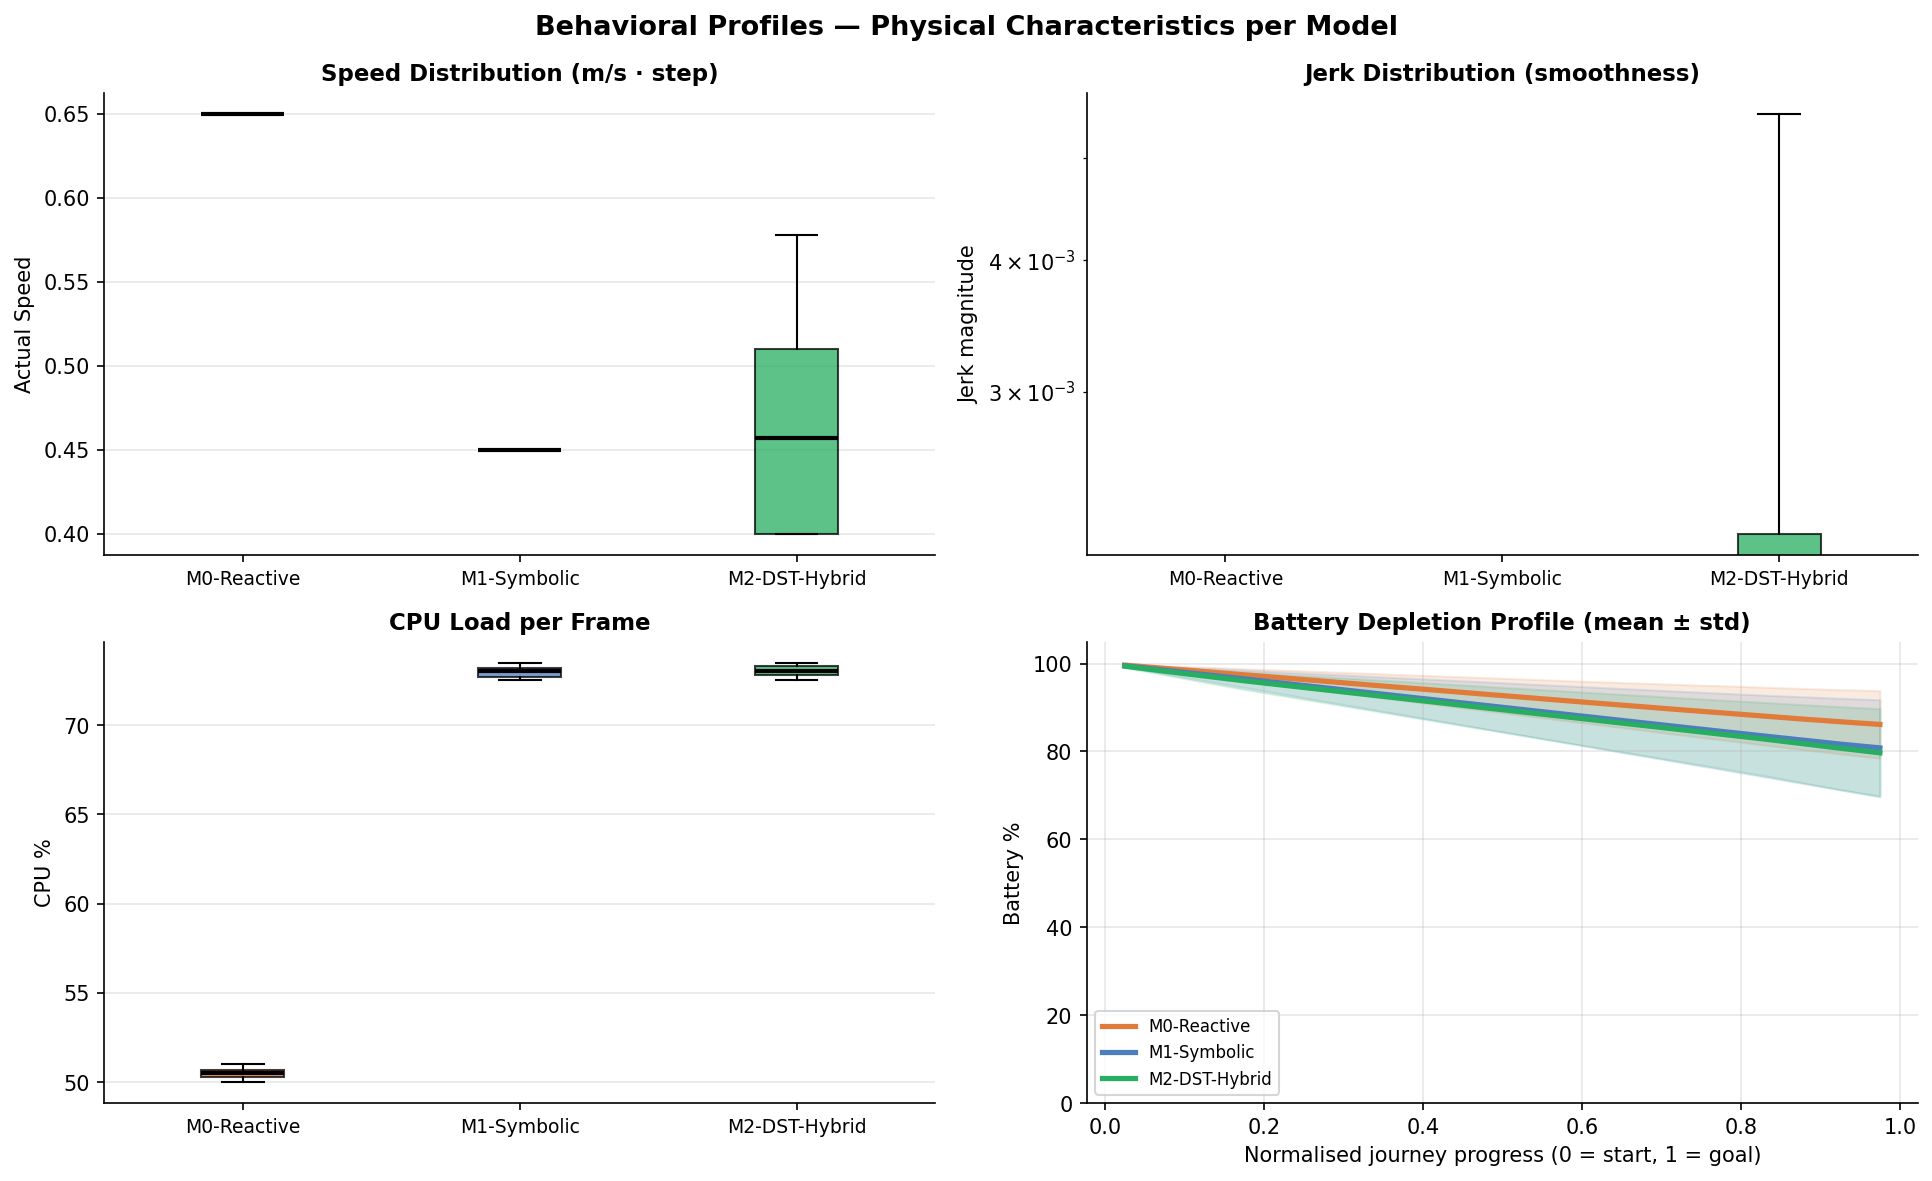 Behavioral Profiles — Physical Characteristics per Model
Speed Distribution (m/s · step)
Actual Speed
0.65
0.60
0.55
0.50
0.45
0.40
M0-Reactive
M1-Symbolic
M2-DST-Hybrid
Jerk Distribution (smoothness)
Jerk magnitude
4 × 10⁻³
3 × 10⁻³
M0-Reactive
M1-Symbolic
M2-DST-Hybrid
CPU Load per Frame
CPU %
70
65
60
55
50
M0-Reactive
M1-Symbolic
M2-DST-Hybrid
Battery Depletion Profile (mean ± std)
Battery %
100
80
60
40
20
0
M0-Reactive
M1-Symbolic
M2-DST-Hybrid
0.0
0.2
0.4
0.6
0.8
1.0
Normalised journey progress (0 = start, 1 = goal)